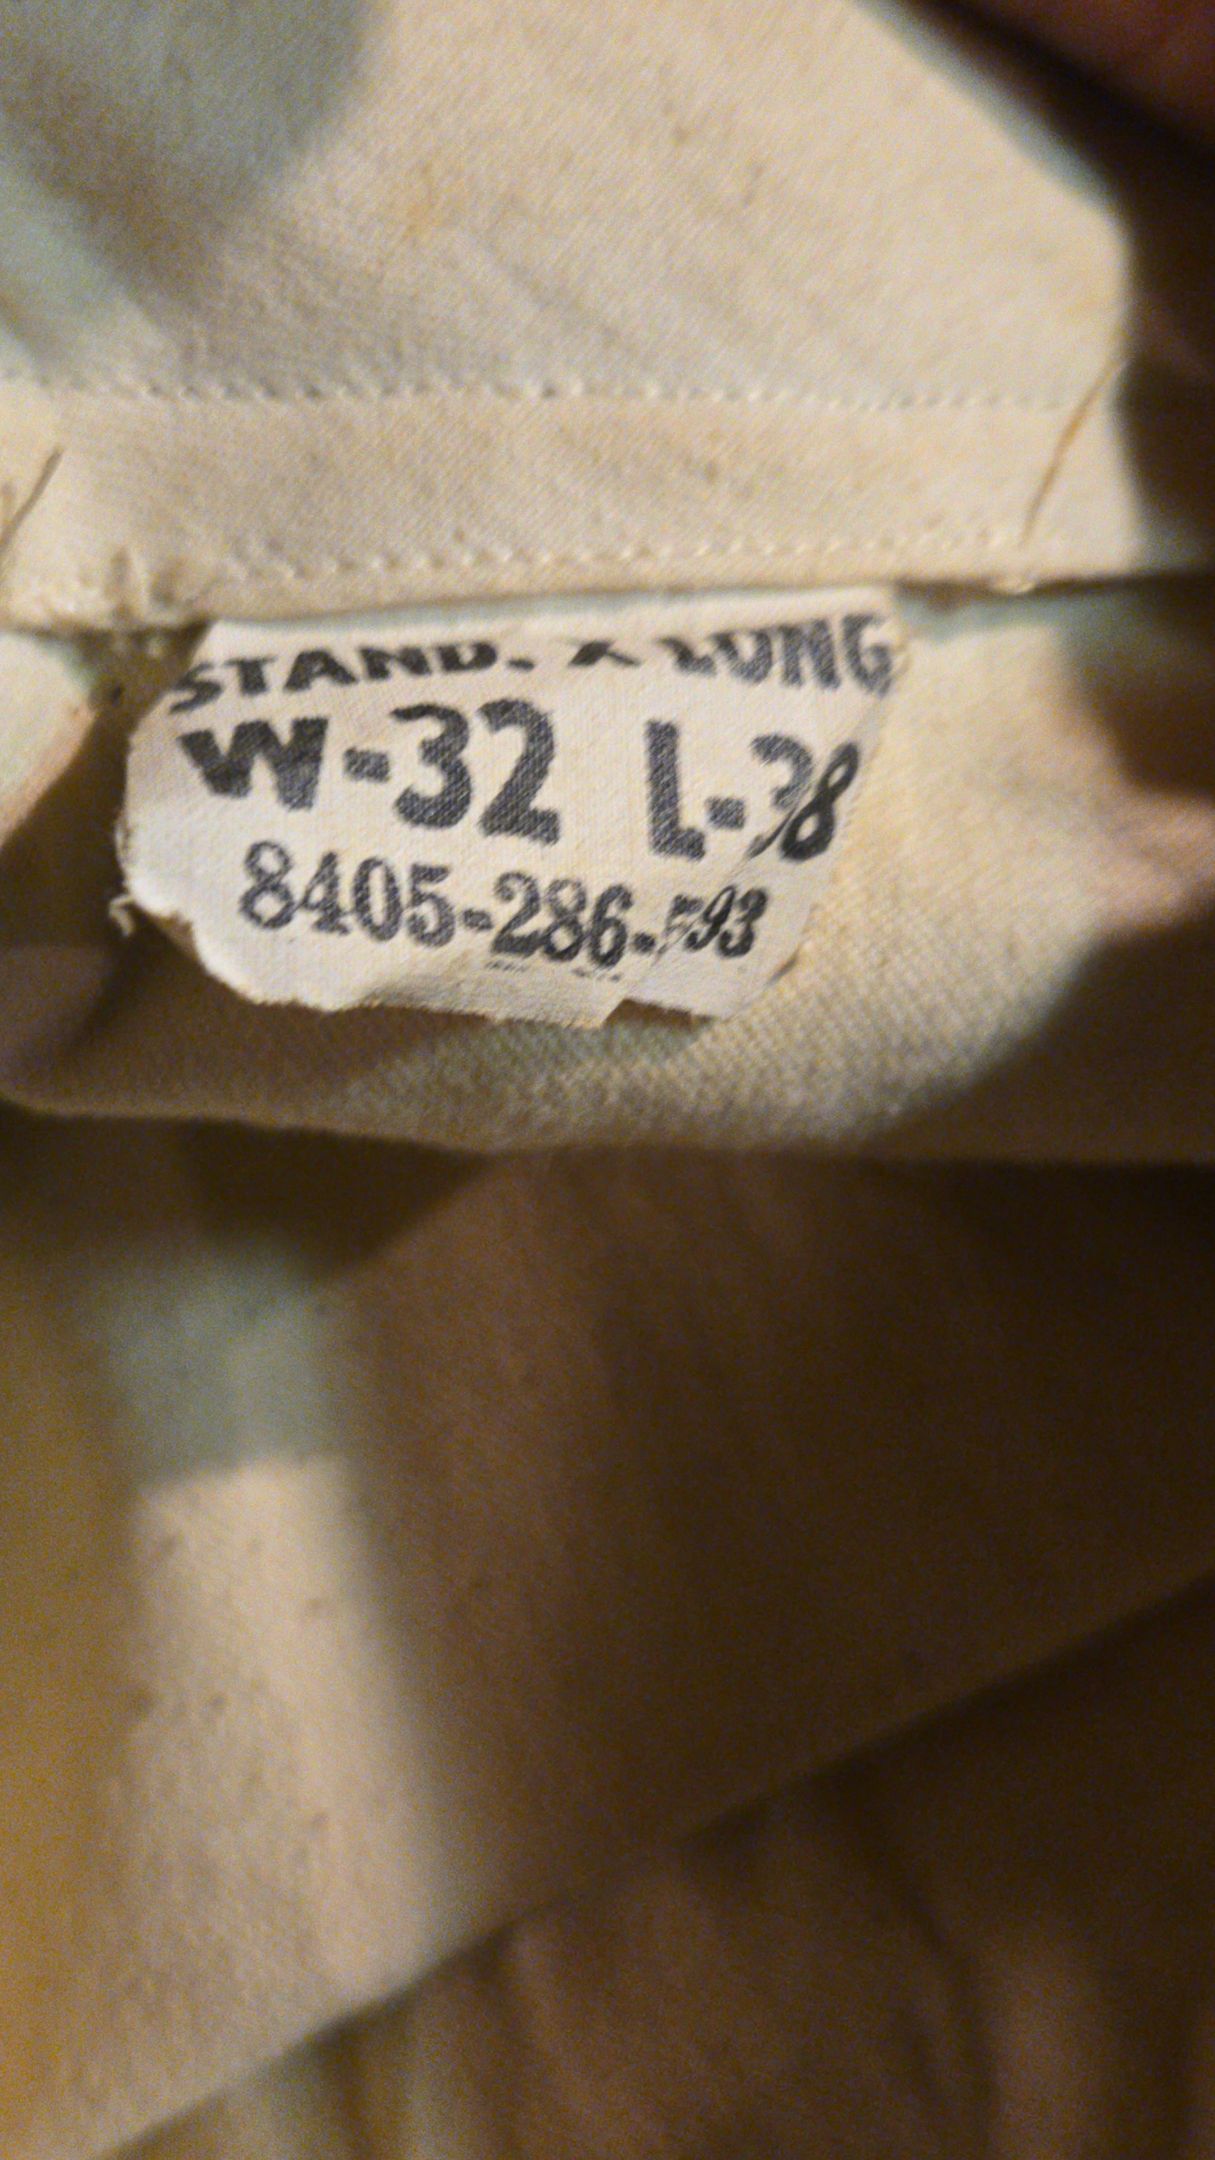 STAND. X LONG
W-32 L-38
8405-286-593